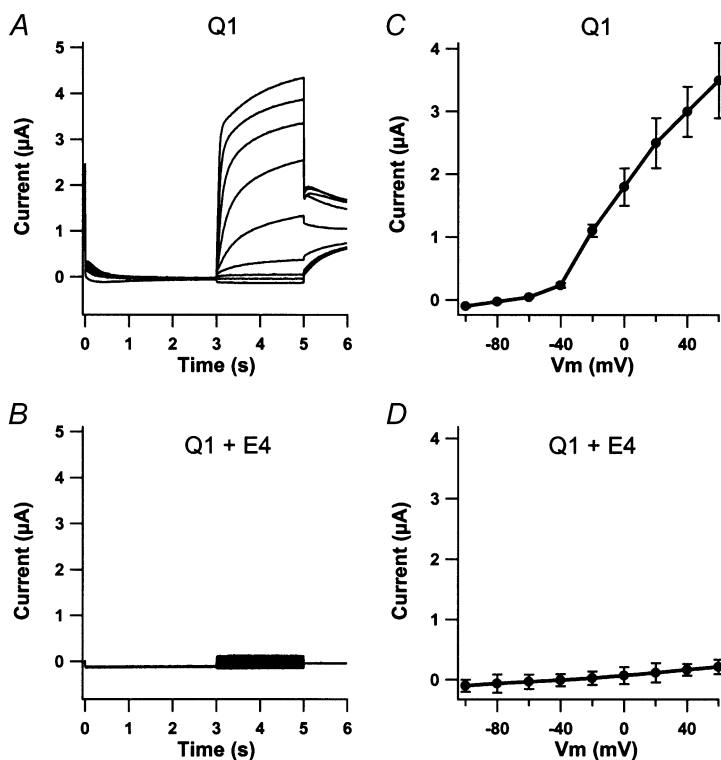 A
Q1
Current (µA)
5
4
3
2
1
0
0 1 2 3 4 5 6
Time (s)
C
Q1
Current (µA)
4
3
2
1
0
-80 -40 0 40
Vm (mV)
B
Q1 + E4
Current (µA)
5
4
3
2
1
0
0 1 2 3 4 5 6
Time (s)
D
Q1 + E4
Current (µA)
4
3
2
1
0
-80 -40 0 40
Vm (mV)